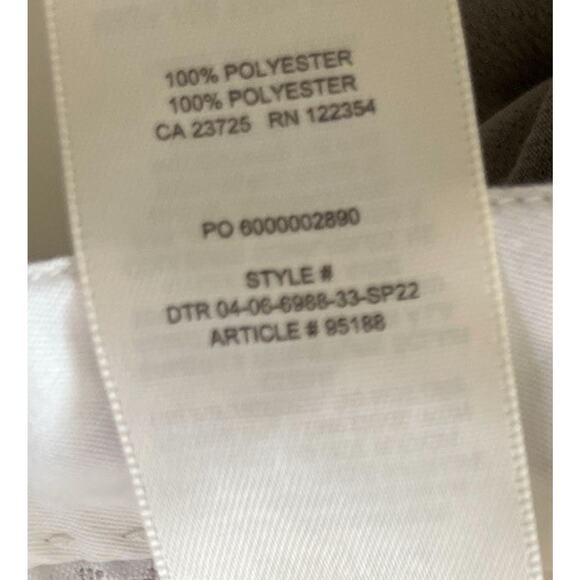 100% POLYESTER
100% POLYESTER
CA 23725 RN 122354
PO 6000002890
STYLE #
DTR 04-06-6988-33-SP22
ARTICLE # 95188